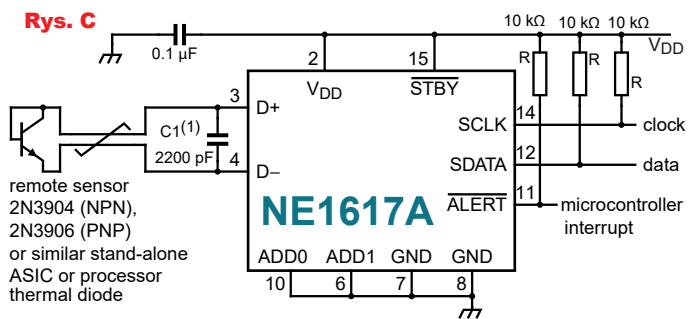 Rys. C
10 kΩ 10 kΩ 10 kΩ
0.1 µF
2
15
R
R
R
VDD
VDD
STBY
3
D+
C1(1)
2200 pF
4
D−
SCLK
14
clock
SDATA
12
data
ALERT
11
microcontroller
interrupt
NE1617A
remote sensor
2N3904 (NPN),
2N3906 (PNP)
or similar stand-alone
ASIC or processor
thermal diode
ADD0 ADD1 GND GND
10 6 7 8